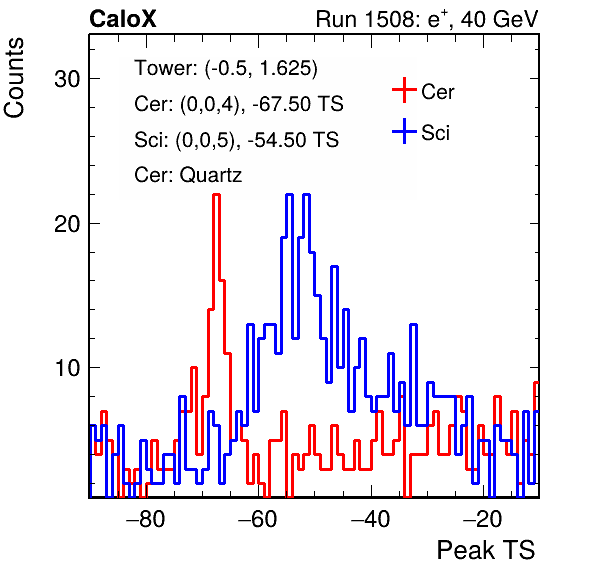 CaloX Run 1508: e⁺, 40 GeV
Counts
Tower: (-0.5, 1.625)
Cer: (0,0,4), -67.50 TS
Sci: (0,0,5), -54.50 TS
Cer: Quartz
Cer
Sci
30
20
10
−80 −60 −40 −20
Peak TS